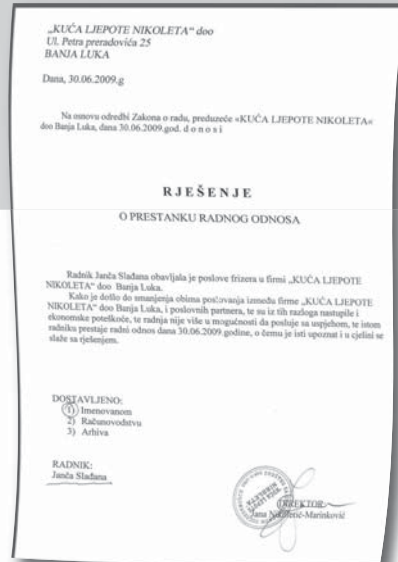 „KUĆA LJEPOTE NIKOLETA“ doo
Ul. Petra preradovića 25
BANJA LUKA
Dana, 30.06.2009.g
Na osnovu odredbi Zakona o radu, preduzeće «KUĆA LJEPOTE NIKOLETA«
doo Banja Luka, dana 30.06.2009.god. d o n o s i
RJEŠENJE
O PRESTANKU RADNOG ODNOSA
Radnik Janča Slađana obavljala je poslove frizera u firmi „KUĆA LJEPOTE
NIKOLETA“ doo Banja Luka.
Kako je došlo do smanjenja obima poslovanja između firme „KUĆA LJEPOTE
NIKOLETA“ doo Banja Luka, i poslovnih partnera, te su iz tih razloga nastupile i
ekonomske poteškoće, te radnja nije više u mogućnosti da posluje sa uspjehom, te istom
radniku prestaje radni odnos dana 30.06.2009.godine, o čemu je isti upoznat i u cjelini se
slaže sa rješenjem.
DOSTAVLJENO:
1) Imenovanom
2) Računovodstvu
3) Arhiva
RADNIK:
Janča Slađana
DIREKTOR
Jana -Marinković